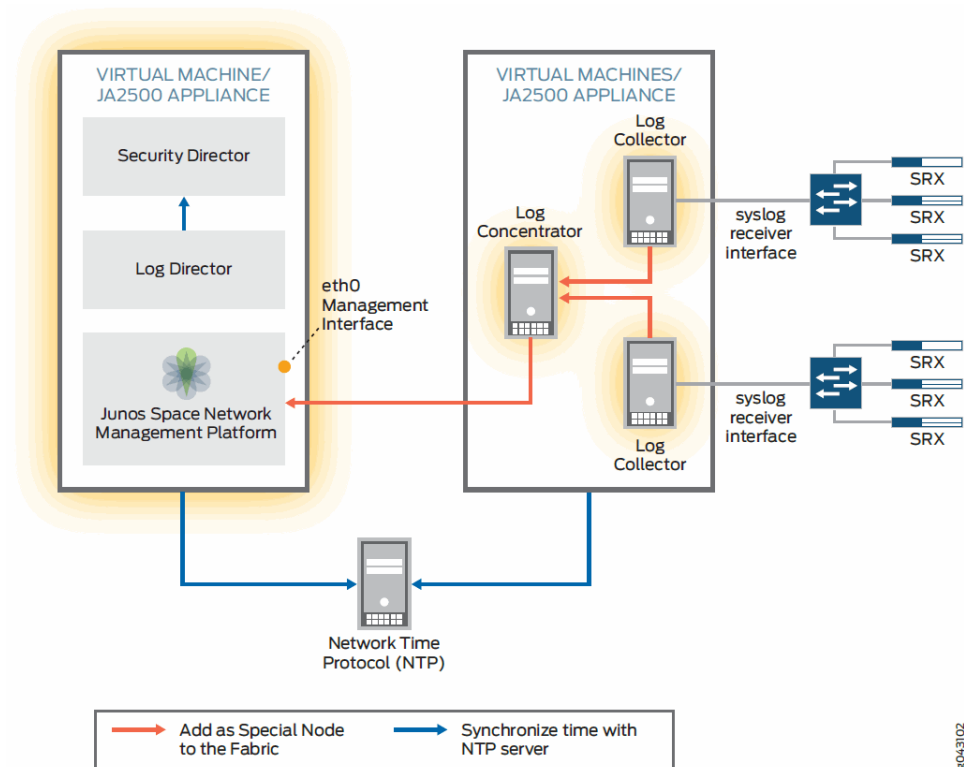 VIRTUAL MACHINE/
JA2500 APPLIANCE
Security Director
Log Director
eth0
Management
Interface
Junos Space Network
Management Platform
VIRTUAL MACHINES/
JA2500 APPLIANCE
Log
Collector
Log
Concentrator
Log
Collector
syslog
receiver
interface
SRX
SRX
SRX
syslog
receiver
interface
SRX
SRX
SRX
Network Time
Protocol (NTP)
Add as Special Node
to the Fabric
Synchronize time with
NTP server
g043102